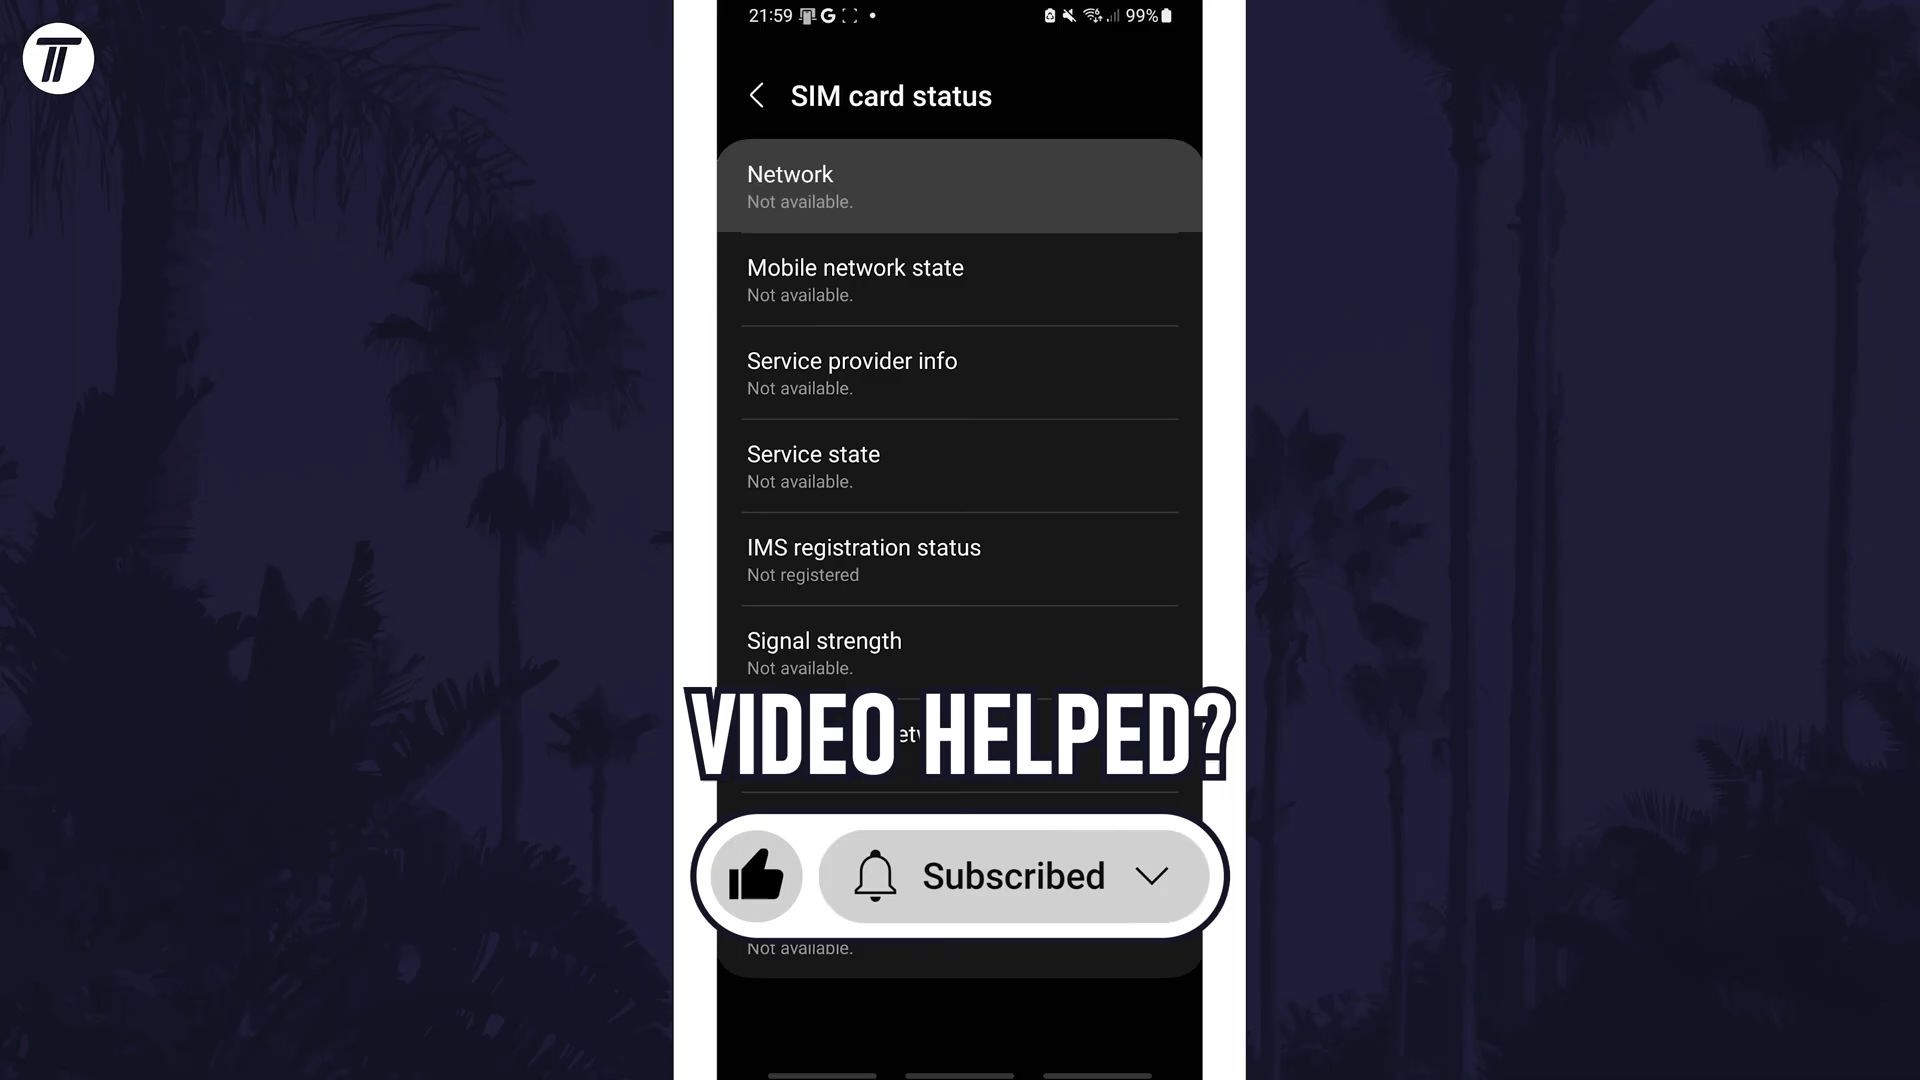 21:59
99%
SIM card status
Network
Not available.
Mobile network state
Not available.
Service provider info
Not available.
Service state
Not available.
IMS registration status
Not registered
Signal strength
Not available.
VIDEO HELPED?
Subscribed
Not available.